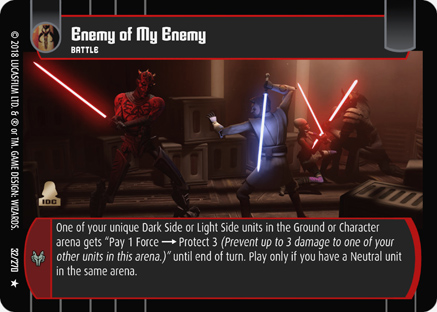 Enemy of My Enemy
BATTLE
© 2018 LUCASFILM LTD. & ® or TM. GAME DESIGN, WIZARDS.
IDC
32/270
One of your unique Dark Side or Light Side units in the Ground or Character
arena gets “Pay 1 Force → Protect 3 (Prevent up to 3 damage to one of your
other units in this arena.)” until end of turn. Play only if you have a Neutral unit
in the same arena.